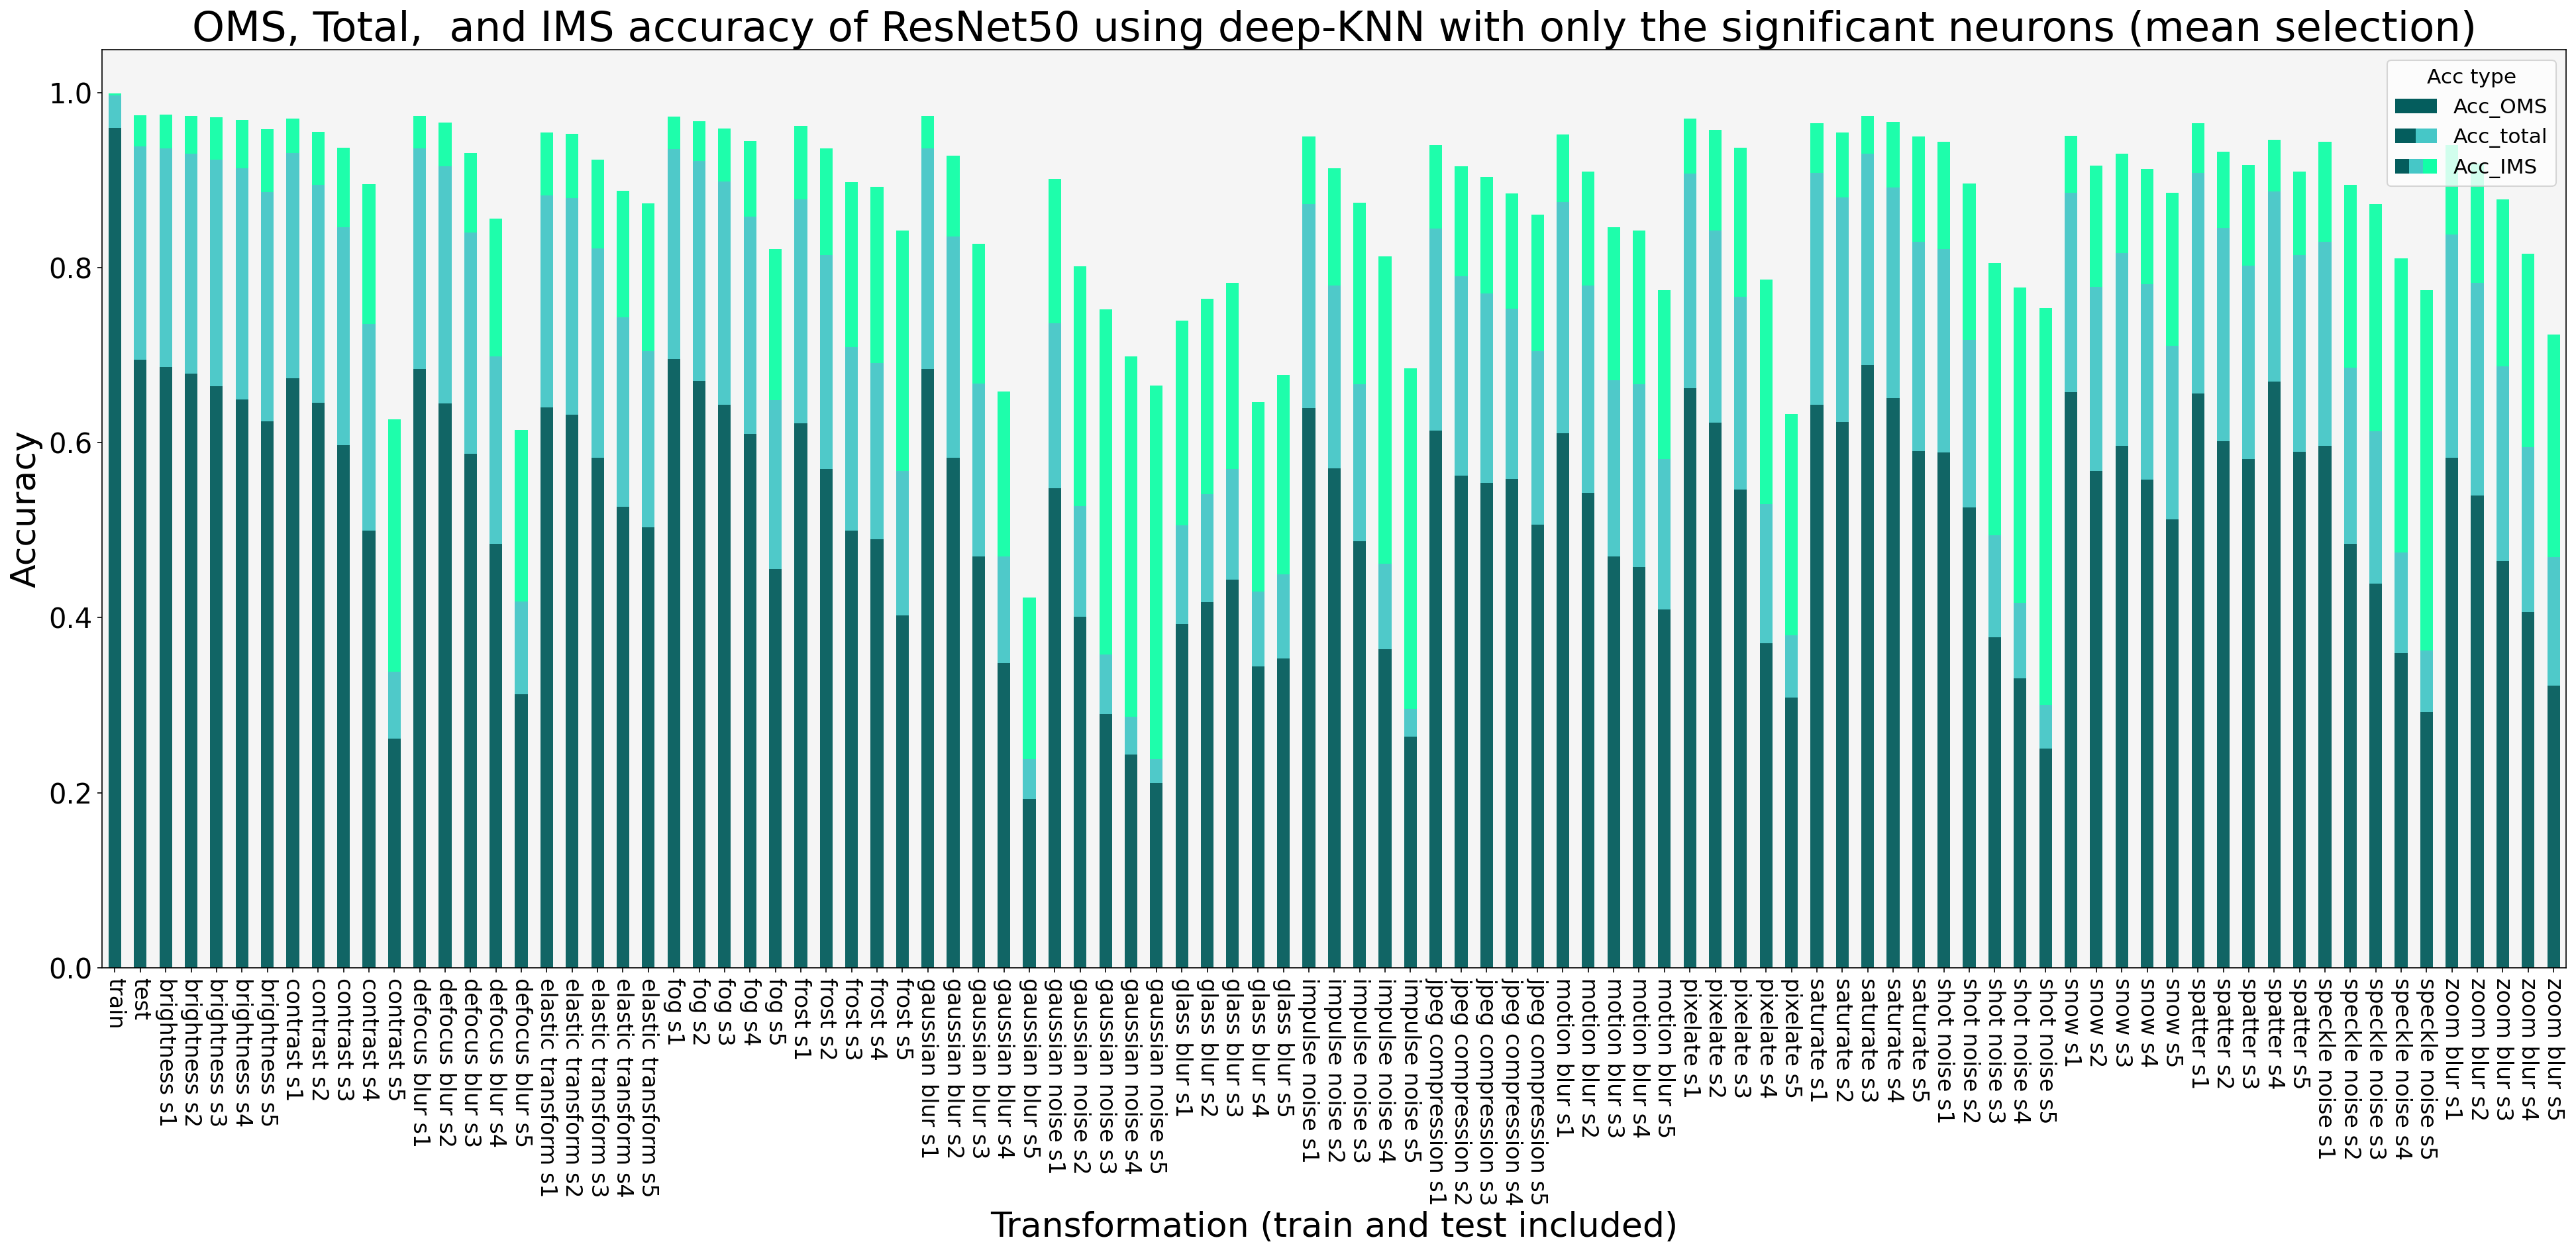 OMS, Total,  and IMS accuracy of ResNet50 using deep-KNN with only the significant neurons (mean selection)
Acc type
Acc_OMS
Acc_total
Acc_IMS
Accuracy
1.0
0.8
0.6
0.4
0.2
0.0
train
test
brightness s1
brightness s2
brightness s3
brightness s4
brightness s5
contrast s1
contrast s2
contrast s3
contrast s4
contrast s5
defocus blur s1
defocus blur s2
defocus blur s3
defocus blur s4
defocus blur s5
elastic transform s1
elastic transform s2
elastic transform s3
elastic transform s4
elastic transform s5
fog s1
fog s2
fog s3
fog s4
fog s5
frost s1
frost s2
frost s3
frost s4
frost s5
gaussian blur s1
gaussian blur s2
gaussian blur s3
gaussian blur s4
gaussian blur s5
gaussian noise s1
gaussian noise s2
gaussian noise s3
gaussian noise s4
gaussian noise s5
glass blur s1
glass blur s2
glass blur s3
glass blur s4
glass blur s5
impulse noise s1
impulse noise s2
impulse noise s3
impulse noise s4
impulse noise s5
jpeg compression s1
jpeg compression s2
jpeg compression s3
jpeg compression s4
jpeg compression s5
motion blur s1
motion blur s2
motion blur s3
motion blur s4
motion blur s5
pixelate s1
pixelate s2
pixelate s3
pixelate s4
pixelate s5
saturate s1
saturate s2
saturate s3
saturate s4
saturate s5
shot noise s1
shot noise s2
shot noise s3
shot noise s4
shot noise s5
snow s1
snow s2
snow s3
snow s4
snow s5
spatter s1
spatter s2
spatter s3
spatter s4
spatter s5
speckle noise s1
speckle noise s2
speckle noise s3
speckle noise s4
speckle noise s5
zoom blur s1
zoom blur s2
zoom blur s3
zoom blur s4
zoom blur s5
Transformation (train and test included)